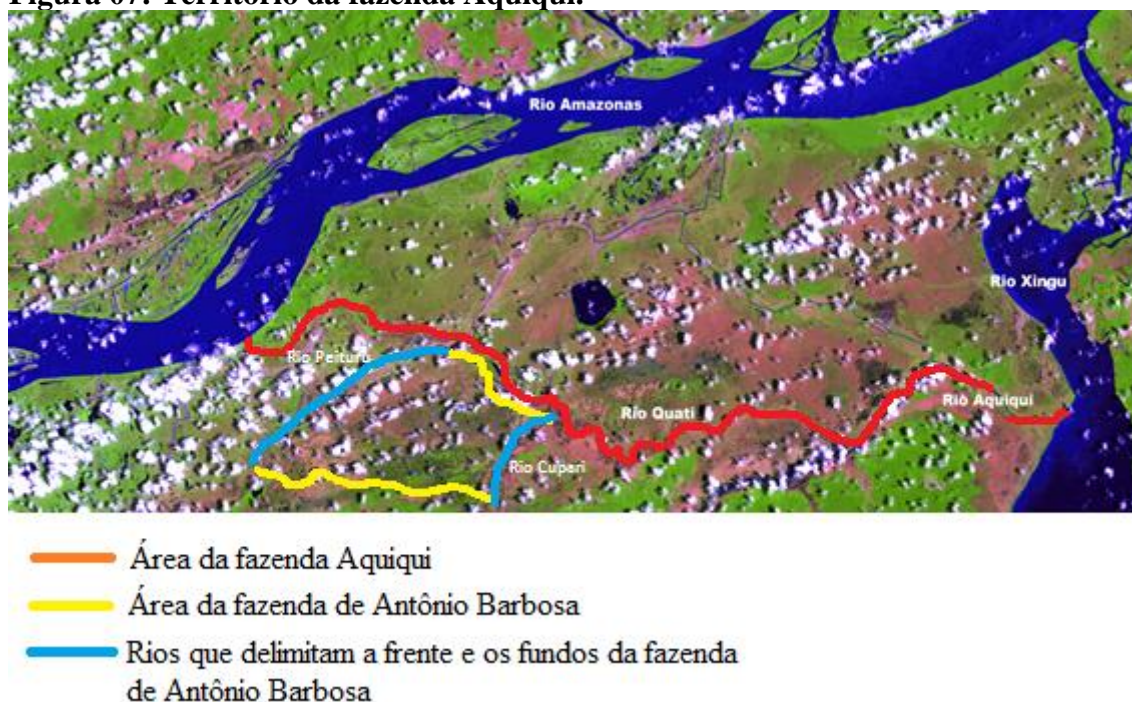 Figura 07: Território da fazenda Aquiqui.
Rio Amazonas
Rio Xingu
Rio Peituru
Rio Aquiqui
Rio Quati
Rio Cupari
Área da fazenda Aquiqui
Área da fazenda de Antônio Barbosa
Rios que delimitam a frente e os fundos da fazenda
de Antônio Barbosa